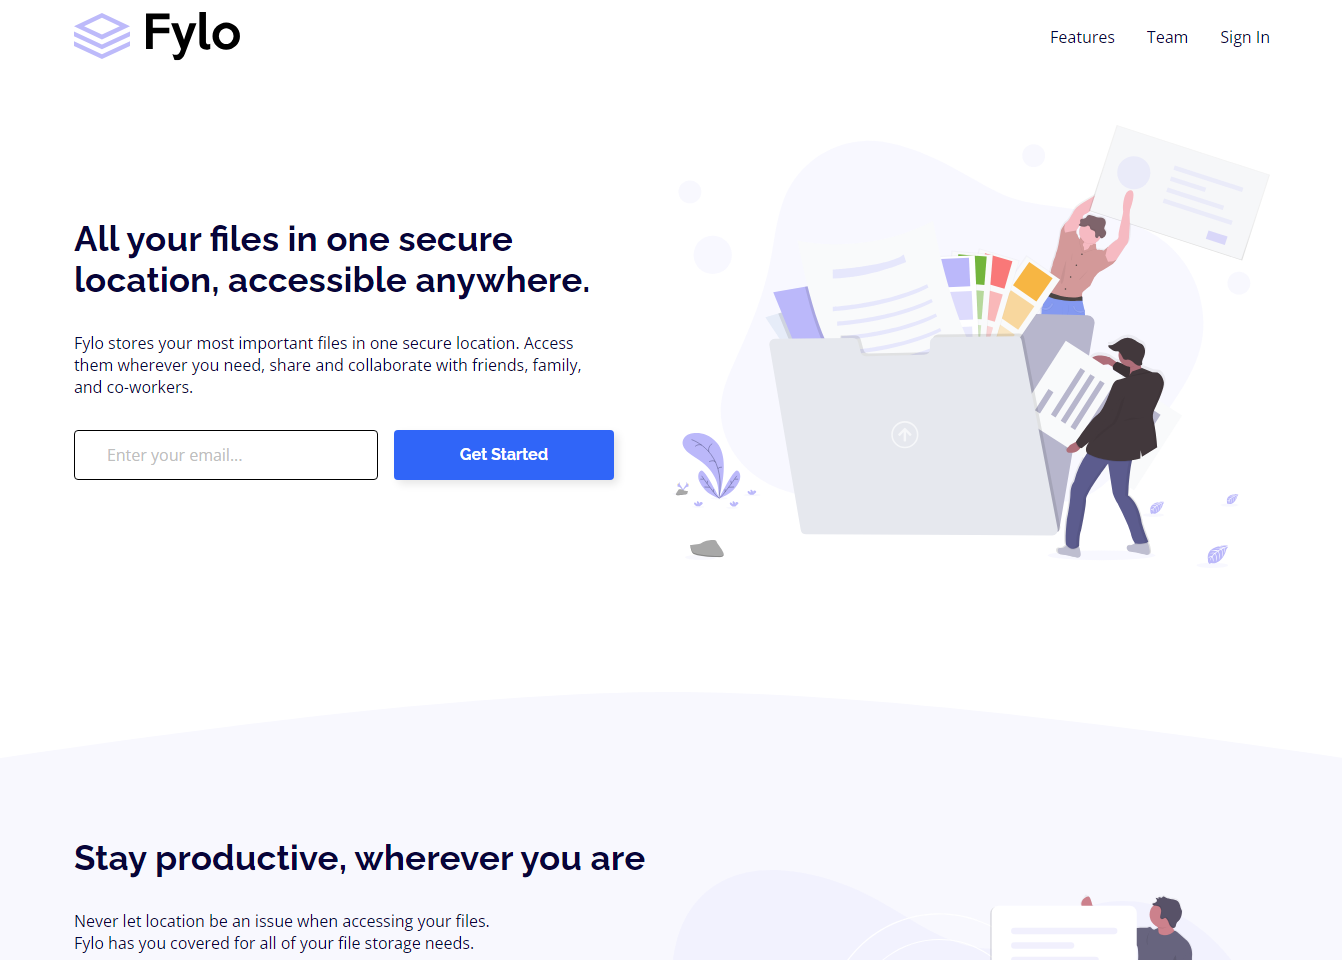 Fylo
Features Team Sign In
All your files in one secure
location, accessible anywhere.
Fylo stores your most important files in one secure location. Access
them wherever you need, share and collaborate with friends, family,
and co-workers.
Enter your email...
Get Started
Stay productive, wherever you are
Never let location be an issue when accessing your files.
Fylo has you covered for all of your file storage needs.